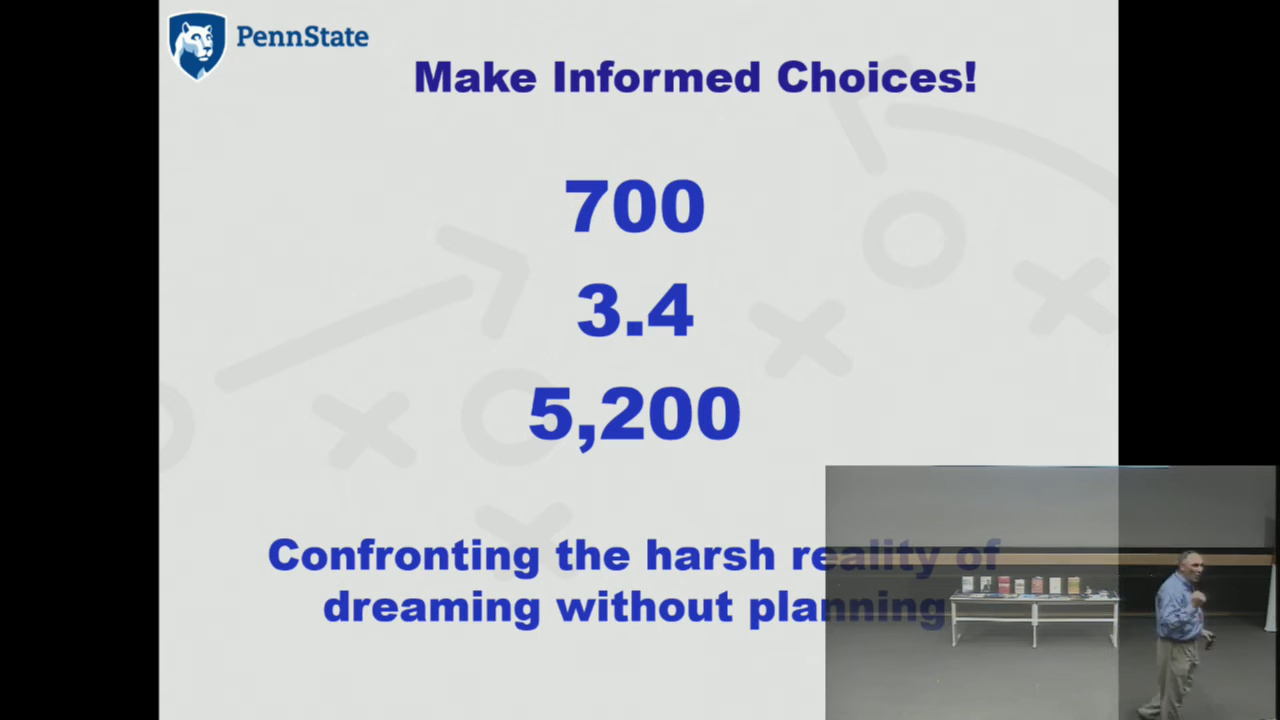 PennState
Make Informed Choices!
700
3.4
5,200
Confronting the harsh reality of
dreaming without planning